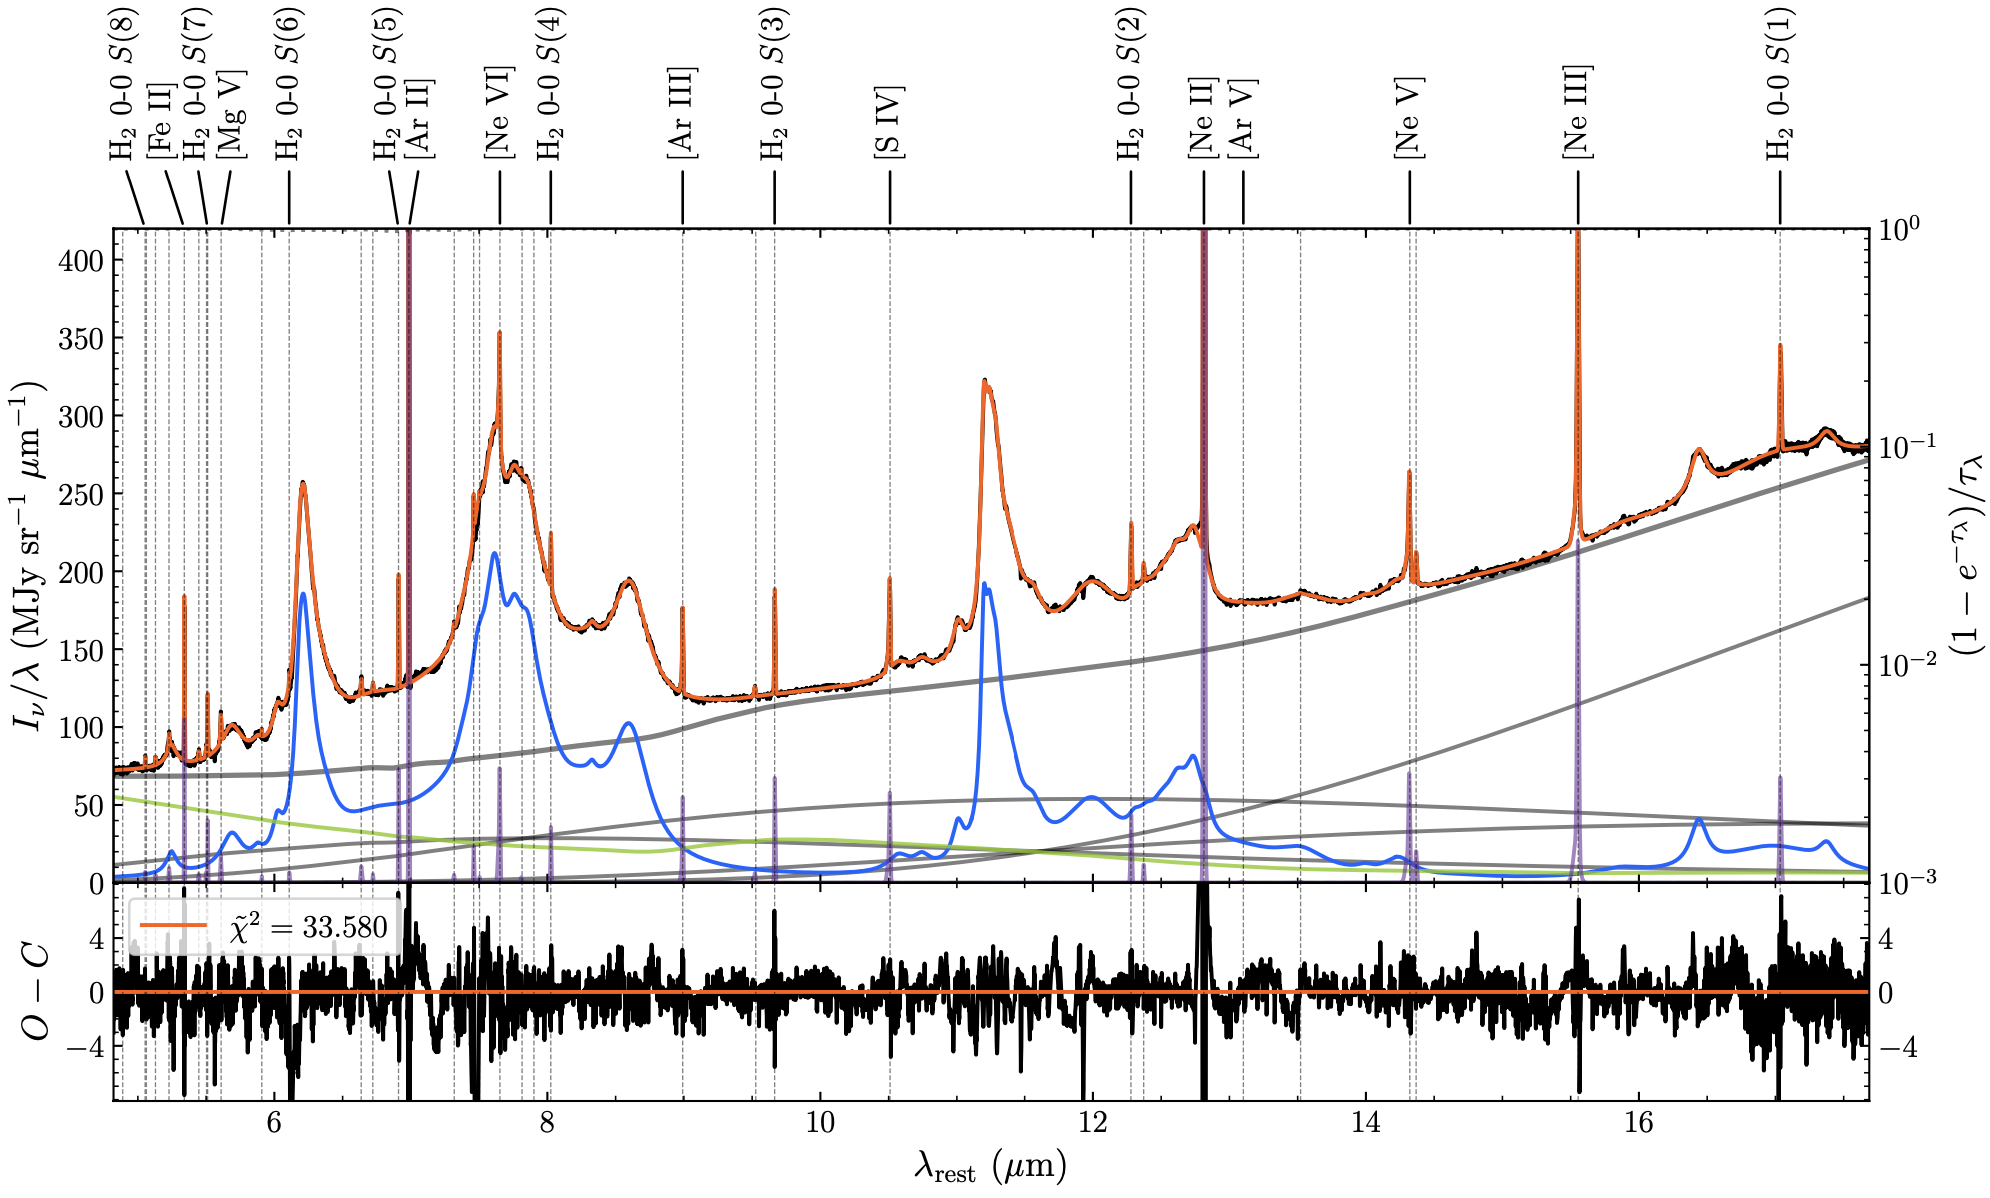 H₂ 0-0 S(8)
[Fe II]
H₂ 0-0 S(7)
[Mg V]
H₂ 0-0 S(6)
H₂ 0-0 S(5)
[Ar II]
[Ne VI]
H₂ 0-0 S(4)
[Ar III]
H₂ 0-0 S(3)
[S IV]
H₂ 0-0 S(2)
[Ne II]
[Ar V]
[Ne V]
[Ne III]
H₂ 0-0 S(1)
400
350
300
250
200
150
100
50
0
Iν/λ (MJy sr⁻¹ μm⁻¹)
10⁰
10⁻¹
10⁻²
10⁻³
(1 − e^−τλ)/τλ
χ̃² = 33.580
4
0
−4
O − C
4
0
−4
6
8
10
12
14
16
λrest (μm)